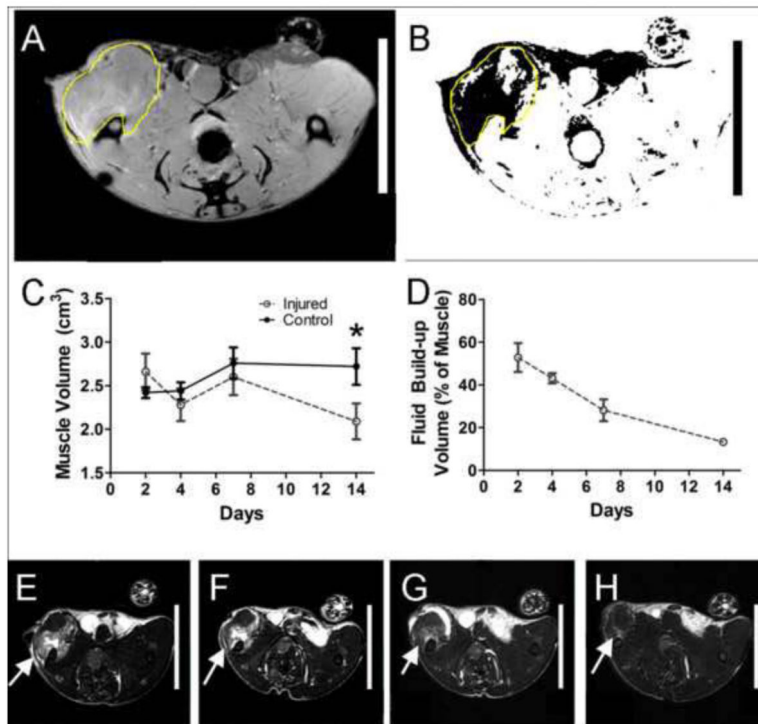 A
B
C
Muscle Volume (cm³)
3.5
3.0
2.5
2.0
1.5
Injured
Control
*
0 2 4 6 8 10 12 14
Days
D
Fluid Build-up
Volume (% of Muscle)
80
60
40
20
0
0 2 4 6 8 10 12 14
Days
E
F
G
H